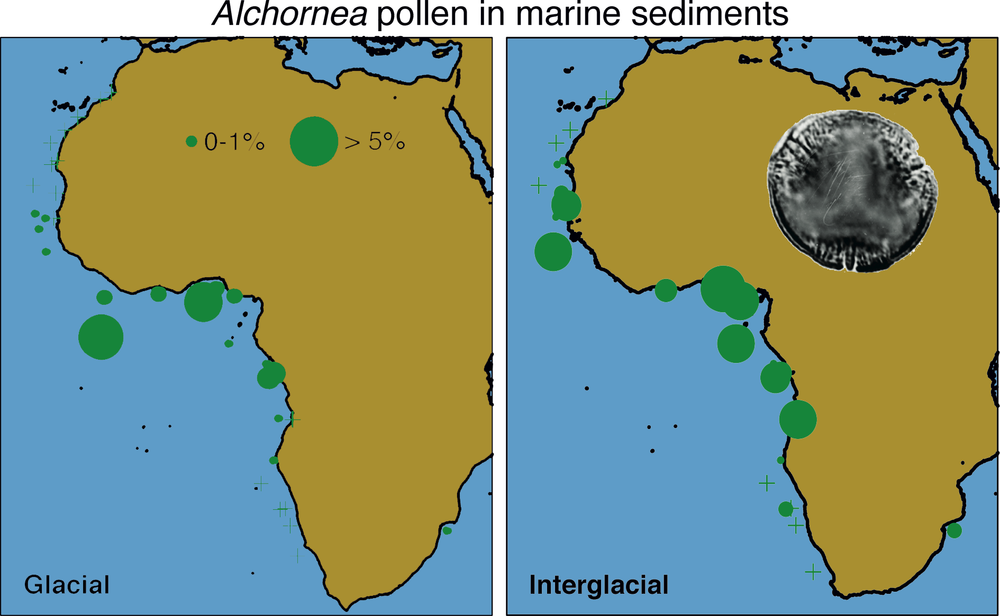 Alchornea pollen in marine sediments
0-1% > 5%
Glacial
Interglacial